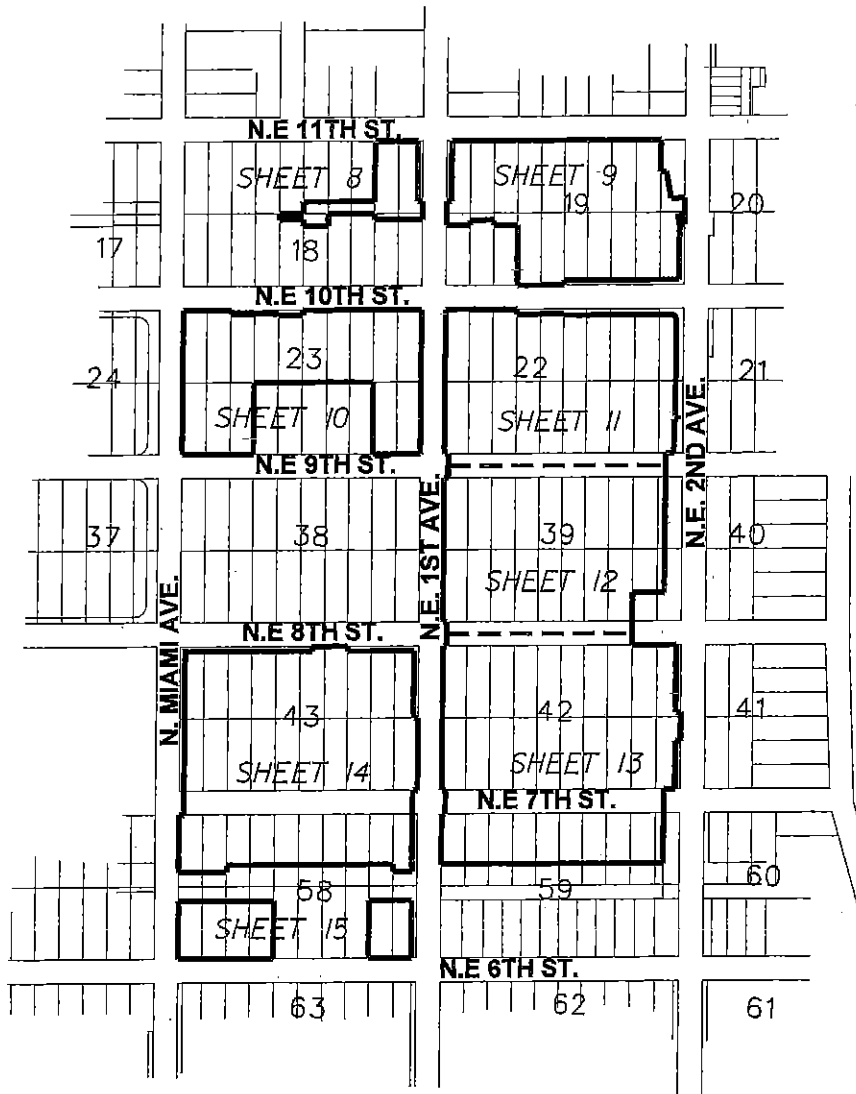 N.E 11TH ST.
SHEET 8
SHEET 9
19
20
17
18
N.E 10TH ST.
23
22
24
21
SHEET 10
SHEET 11
N.E 9TH ST.
N.E. 2ND AVE.
N.E. 1ST AVE.
37
38
39
40
SHEET 12
N.E 8TH ST.
N. MIAMI AVE.
43
42
41
SHEET 14
SHEET 13
N.E 7TH ST.
58
59
60
SHEET 15
N.E 6TH ST.
63
62
61